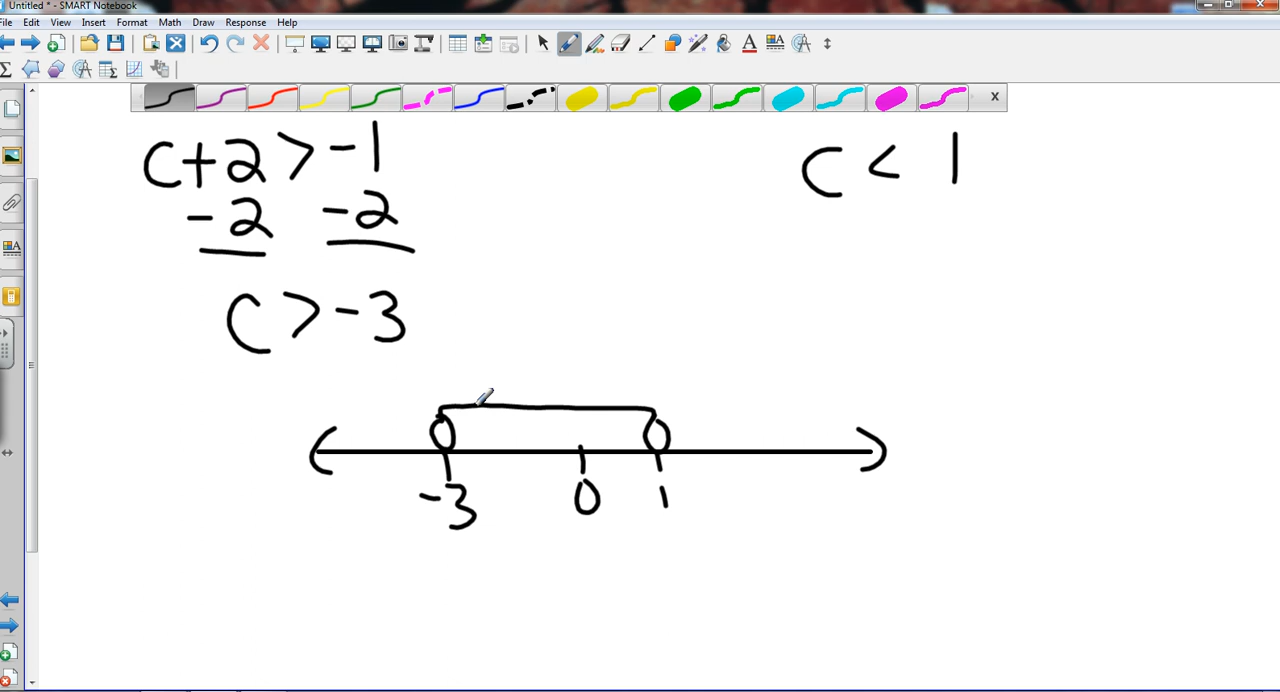 Untitled * - SMART Notebook
File Edit View Insert Format Math Draw Response Help
c+2 > -1
-2 -2
c > -3
c < 1
-3 0 1